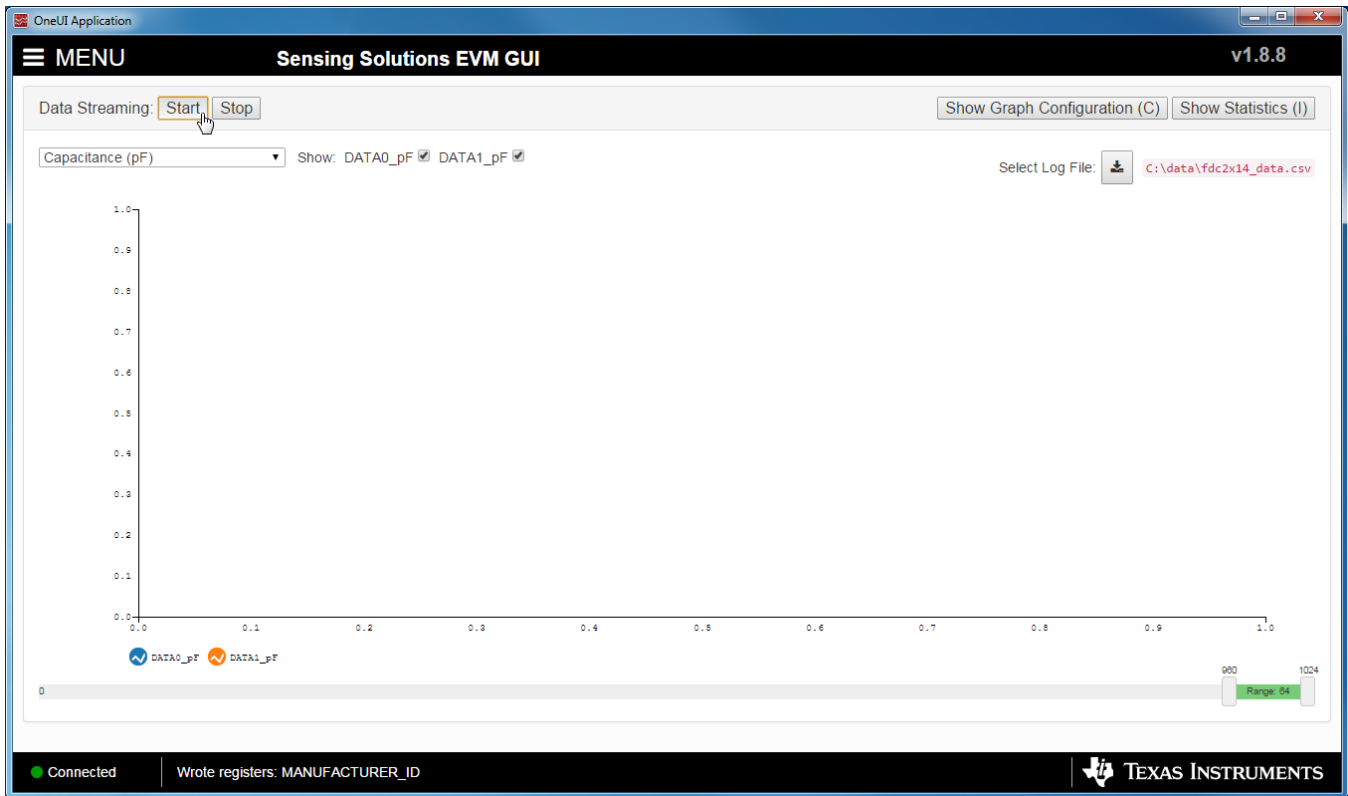 OneUI Application
MENU Sensing Solutions EVM GUI v1.8.8
Data Streaming: Start Stop Show Graph Configuration (C) Show Statistics (I)
Capacitance (pF) Show: DATA0_pF DATA1_pF
Select Log File: C:\data\fdc2x14_data.csv
1.0
0.9
0.8
0.7
0.6
0.5
0.4
0.3
0.2
0.1
0.0
0.0 0.1 0.2 0.3 0.4 0.5 0.6 0.7 0.8 0.9 1.0
DATA0_pF DATA1_pF
960 1024
0 Range: 64
Connected Wrote registers: MANUFACTURER_ID TEXAS INSTRUMENTS